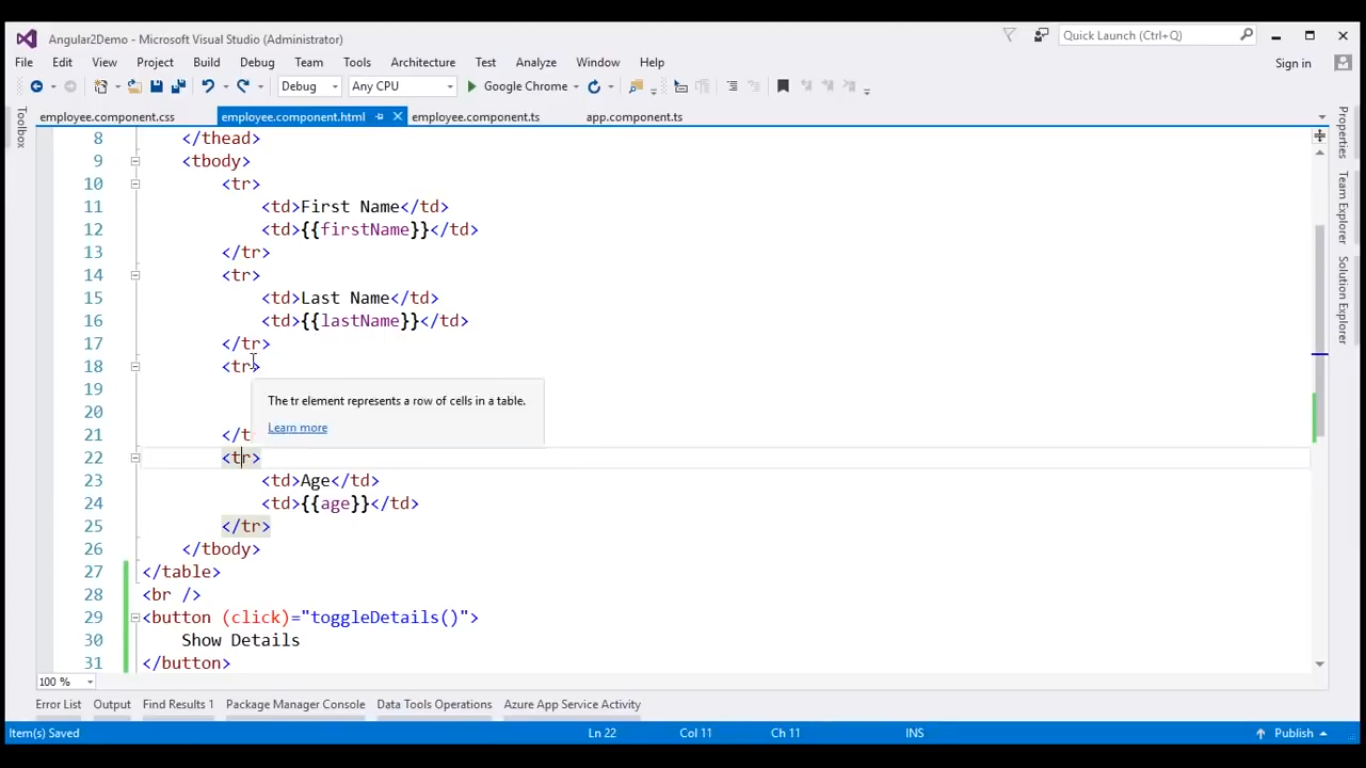 Angular2Demo - Microsoft Visual Studio (Administrator)
Quick Launch (Ctrl+Q)
File Edit View Project Build Debug Team Tools Architecture Test Analyze Window Help
Sign in
Debug Any CPU Google Chrome
Toolbox
employee.component.css employee.component.html employee.component.ts app.component.ts
Properties
Team Explorer
Solution Explorer
8 </thead>
9 <tbody>
10 <tr>
11 <td>First Name</td>
12 <td>{{firstName}}</td>
13 </tr>
14 <tr>
15 <td>Last Name</td>
16 <td>{{lastName}}</td>
17 </tr>
18 <tr>
19
The tr element represents a row of cells in a table.
20
Learn more
21 </t
22 <tr>
23 <td>Age</td>
24 <td>{{age}}</td>
25 </tr>
26 </tbody>
27 </table>
28 <br />
29 <button (click)="toggleDetails()">
30 Show Details
31 </button>
100 %
Error List Output Find Results 1 Package Manager Console Data Tools Operations Azure App Service Activity
Item(s) Saved Ln 22 Col 11 Ch 11 INS Publish